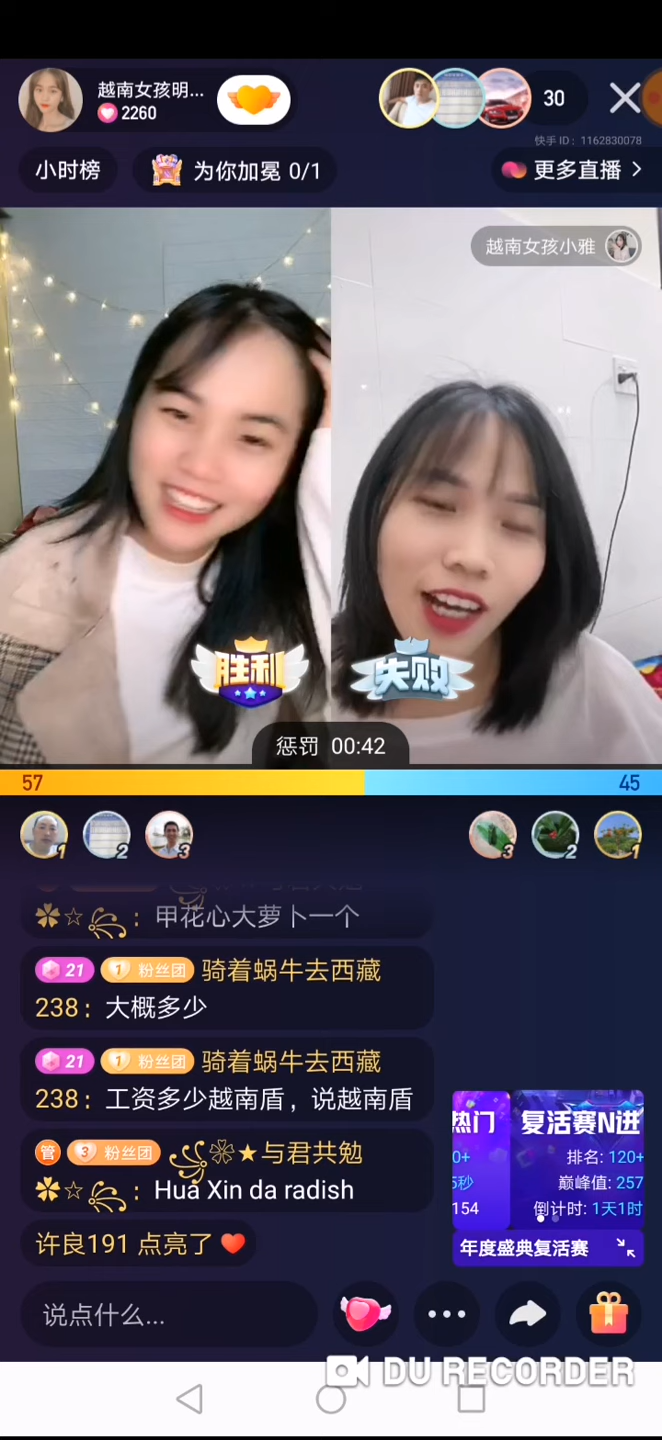 越南女孩明...
2260
30
快手 ID: 1162830078
小时榜
为你加冕 0/1
更多直播
越南女孩小雅
胜利
失败
惩罚 00:42
57
45
1
2
3
3
2
1
: 甲花心大萝卜一个
21 1 粉丝团 骑着蜗牛去西藏
238: 大概多少
21 1 粉丝团 骑着蜗牛去西藏
238: 工资多少越南盾，说越南盾
管 3 粉丝团 ★与君共勉
☆ : Hua Xin da radish
许良191 点亮了
热门
0+
5秒
154
复活赛N进
排名: 120+
巅峰值: 257
倒计时: 1天1时
年度盛典复活赛
说点什么...
DU RECORDER